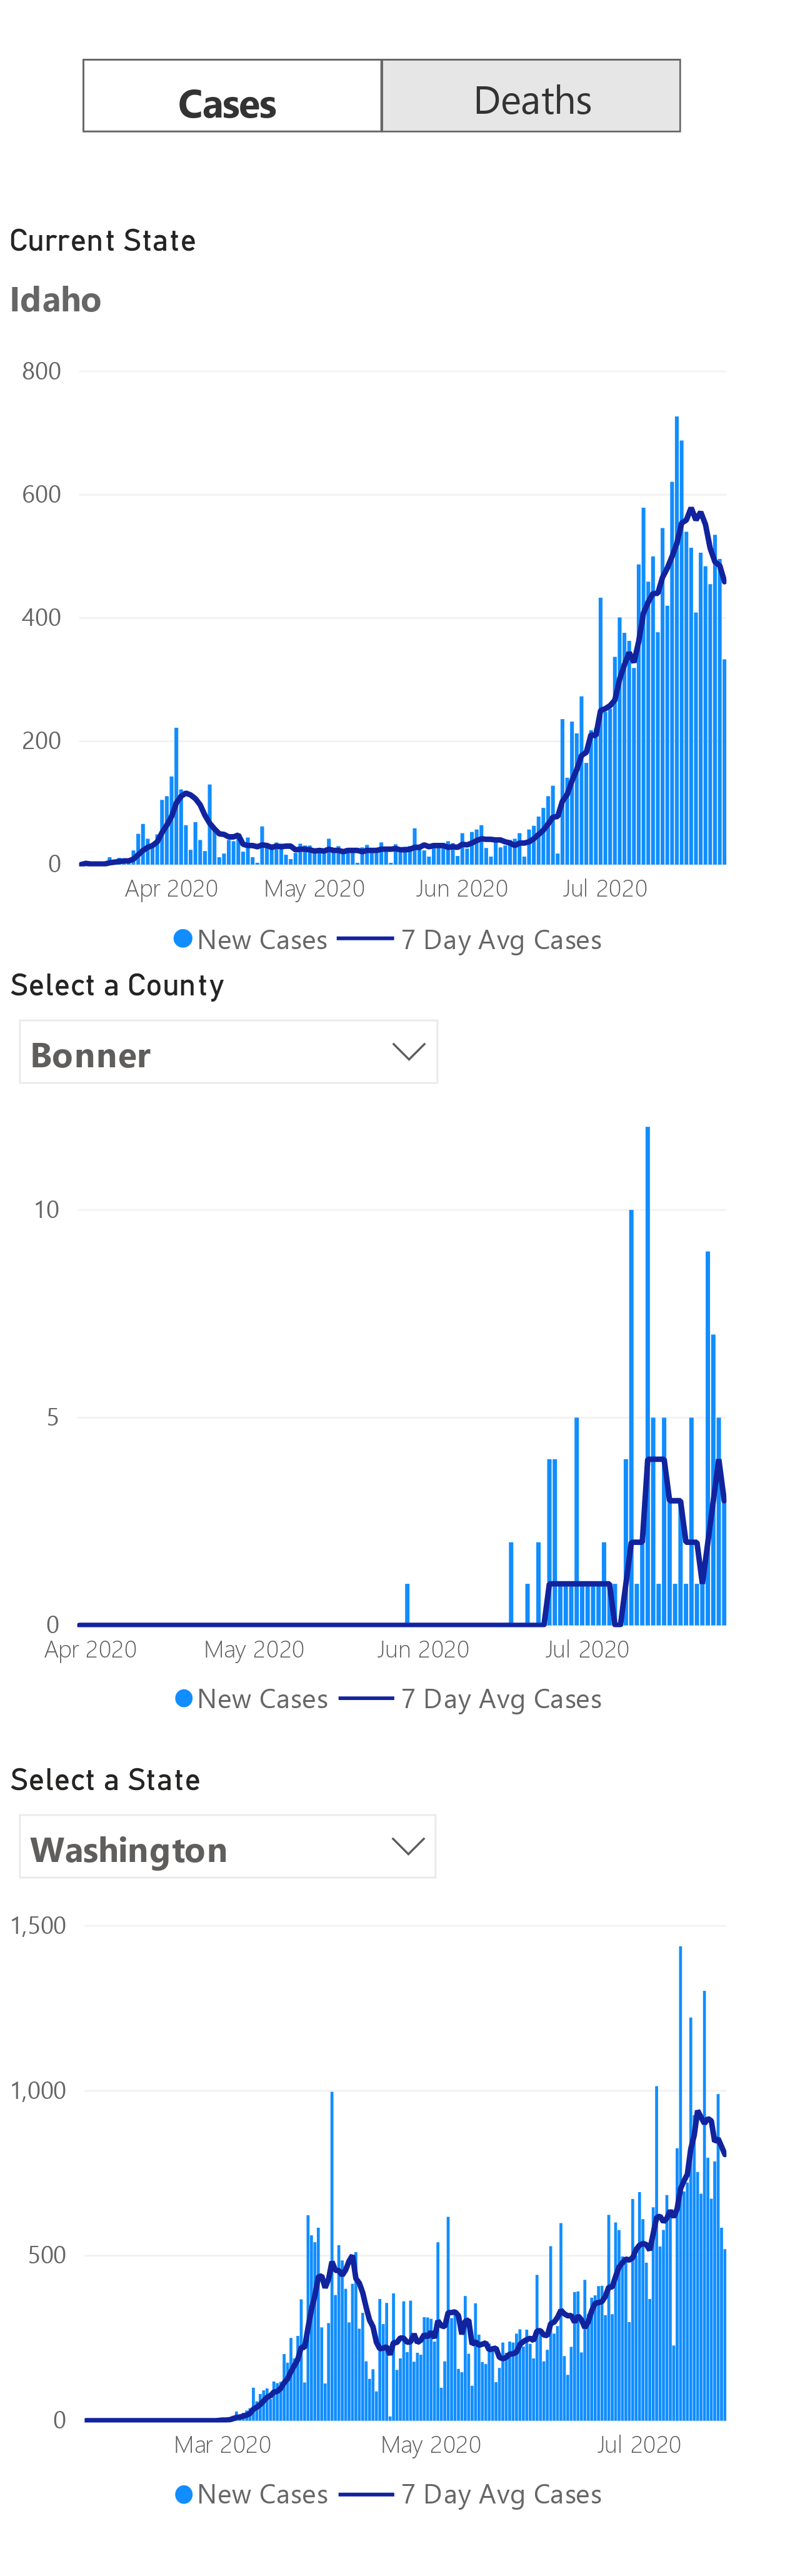 Cases Deaths
Current State
Idaho
800
600
400
200
0
Apr 2020 May 2020 Jun 2020 Jul 2020
New Cases 7 Day Avg Cases
Select a County
Bonner
10
5
0
Apr 2020 May 2020 Jun 2020 Jul 2020
New Cases 7 Day Avg Cases
Select a State
Washington
1,500
1,000
500
0
Mar 2020 May 2020 Jul 2020
New Cases 7 Day Avg Cases